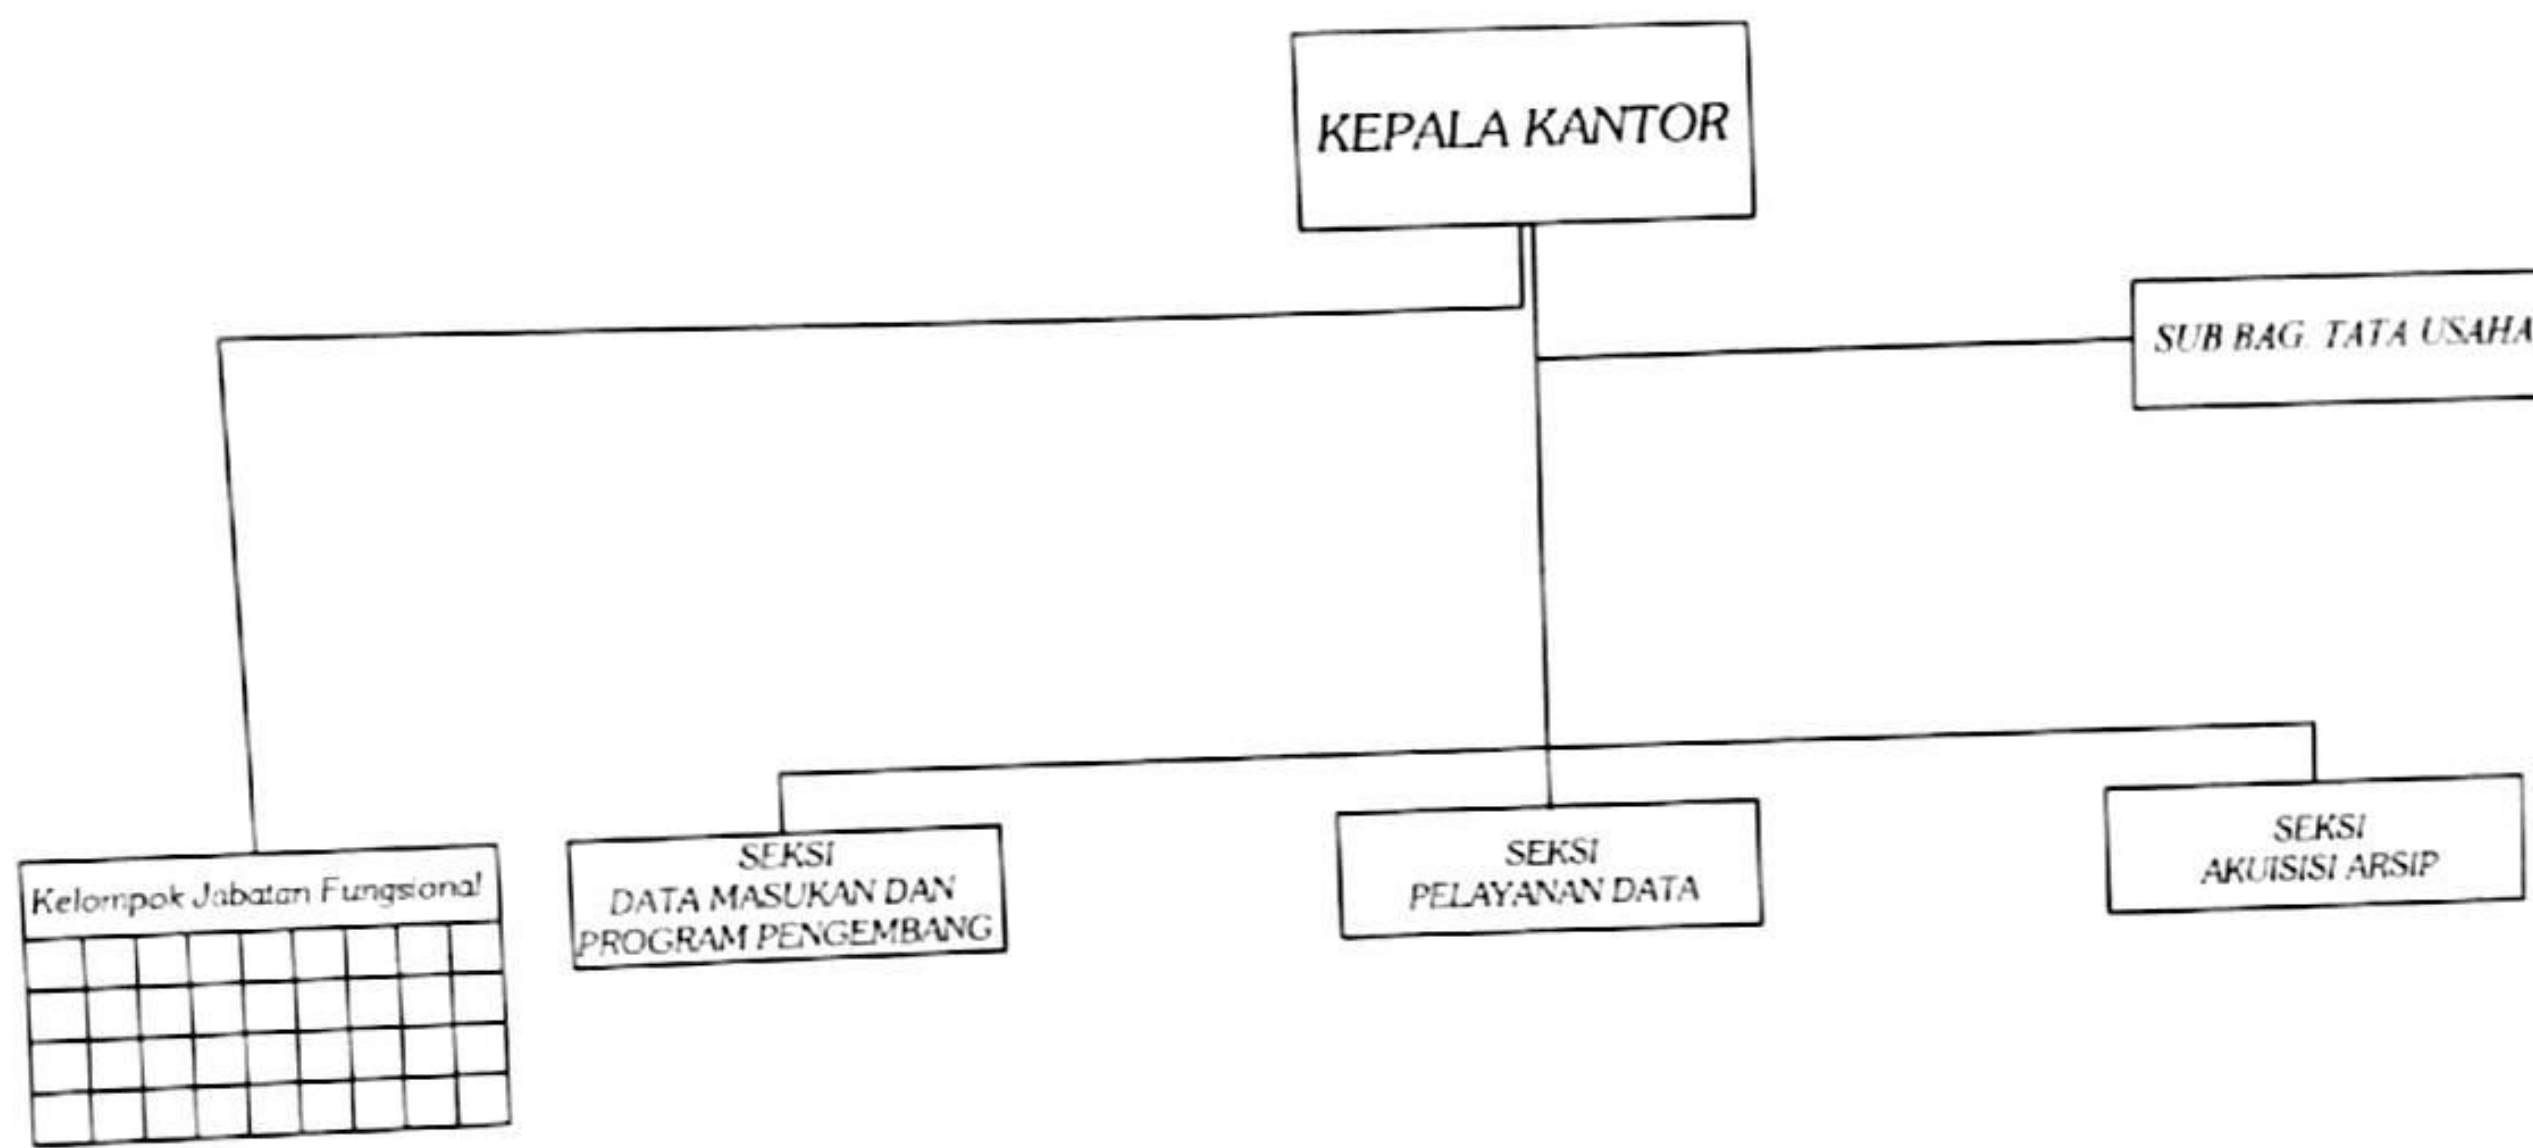 KEPALA KANTOR
SUB BAG. TATA USAHA
Kelompok Jabatan Fungsional
SEKSI
DATA MASUKAN DAN
PROGRAM PENGEMBANG
SEKSI
PELAYANAN DATA
SEKSI
AKUISISI ARSIP